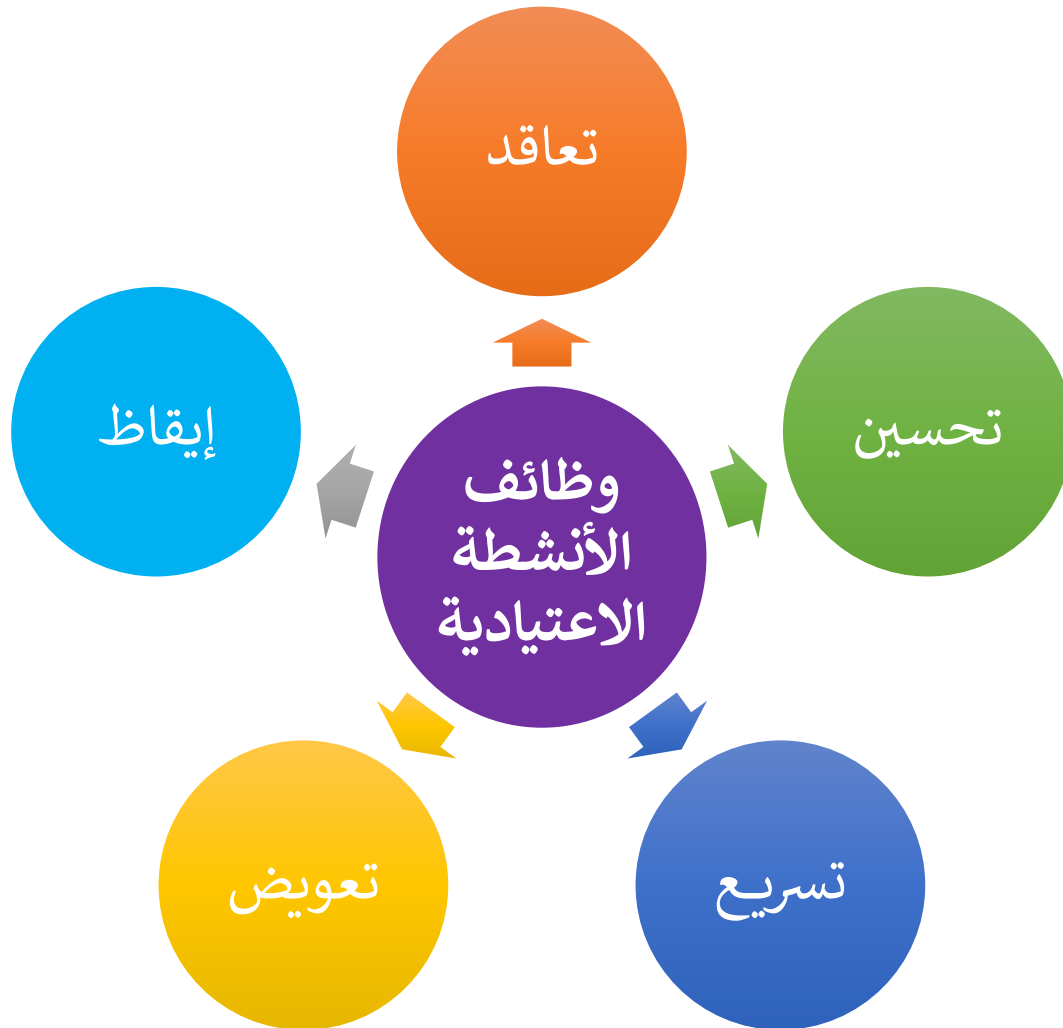 تعاقد
تحسين
إيقاظ
وظائف
الأنشطة
الاعتيادية
تسريع
تعويض